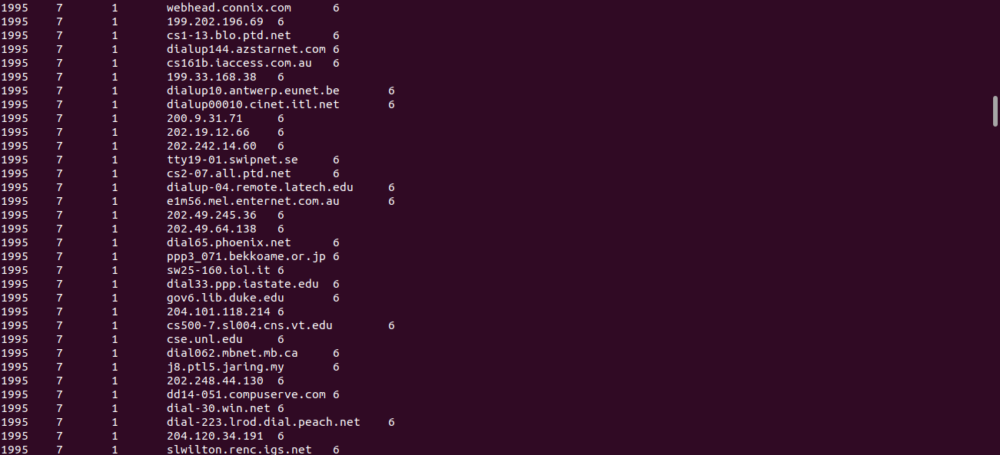 1995 7 1 webhead.connix.com 6
1995 7 1 199.202.196.69 6
1995 7 1 cs1-13.blo.ptd.net 6
1995 7 1 dialup144.azstarnet.com 6
1995 7 1 cs161b.iaccess.com.au 6
1995 7 1 199.33.168.38 6
1995 7 1 dialup10.antwerp.eunet.be 6
1995 7 1 dialup00010.cinet.itl.net 6
1995 7 1 200.9.31.71 6
1995 7 1 202.19.12.66 6
1995 7 1 202.242.14.60 6
1995 7 1 tty19-01.swipnet.se 6
1995 7 1 cs2-07.all.ptd.net 6
1995 7 1 dialup-04.remote.latech.edu 6
1995 7 1 e1m56.mel.enternet.com.au 6
1995 7 1 202.49.245.36 6
1995 7 1 202.49.64.138 6
1995 7 1 dial65.phoenix.net 6
1995 7 1 ppp3_071.bekkoame.or.jp 6
1995 7 1 sw25-160.iol.it 6
1995 7 1 dial33.ppp.iastate.edu 6
1995 7 1 gov6.lib.duke.edu 6
1995 7 1 204.101.118.214 6
1995 7 1 cs500-7.sl004.cns.vt.edu 6
1995 7 1 cse.unl.edu 6
1995 7 1 dial062.mbnet.mb.ca 6
1995 7 1 j8.ptl5.jaring.my 6
1995 7 1 202.248.44.130 6
1995 7 1 dd14-051.compuserve.com 6
1995 7 1 dial-30.win.net 6
1995 7 1 dial-223.lrod.dial.peach.net 6
1995 7 1 204.120.34.191 6
1995 7 1 slwilton.renc.igs.net 6